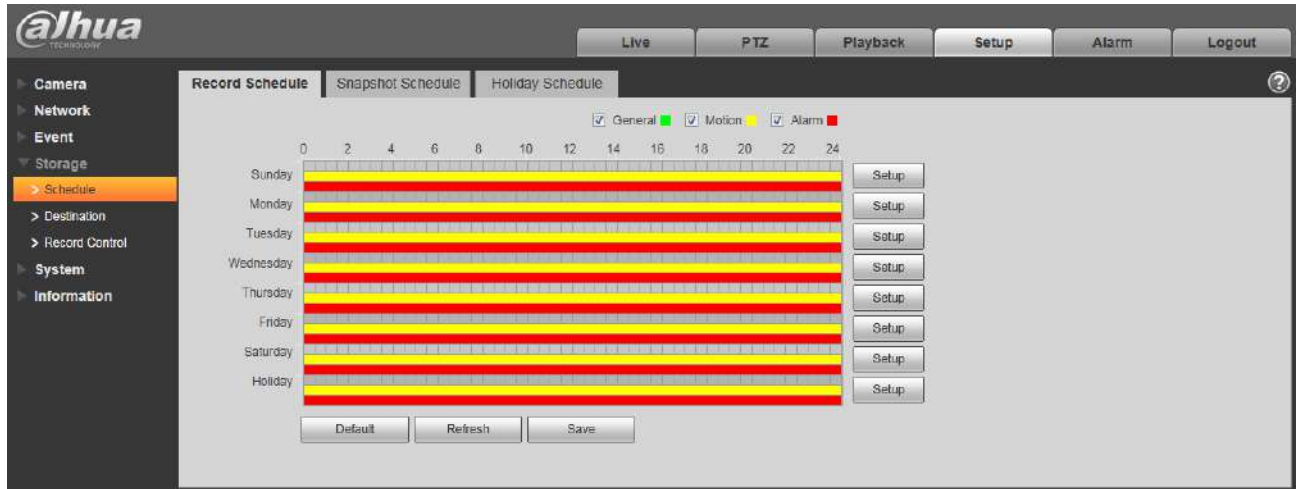 alhua
TECHNOLOGY
Live PTZ Playback Setup Alarm Logout
Camera
Network
Event
Storage
> Schedule
> Destination
> Record Control
System
Information
Record Schedule Snapshot Schedule Holiday Schedule ?
General Motion Alarm
0 2 4 6 8 10 12 14 16 18 20 22 24
Sunday Setup
Monday Setup
Tuesday Setup
Wednesday Setup
Thursday Setup
Friday Setup
Saturday Setup
Holiday Setup
Default Refresh Save